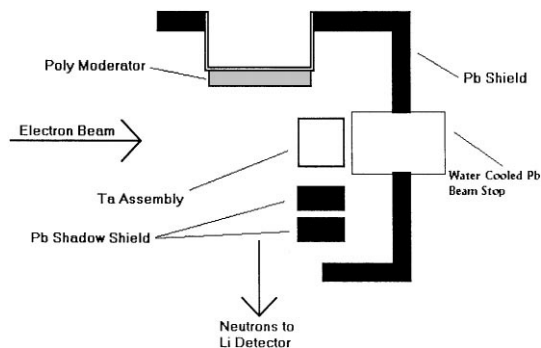 Poly Moderator
Pb Shield
Electron Beam
Water Cooled Pb
Beam Stop
Ta Assembly
Pb Shadow Shield
Neutrons to
Li Detector